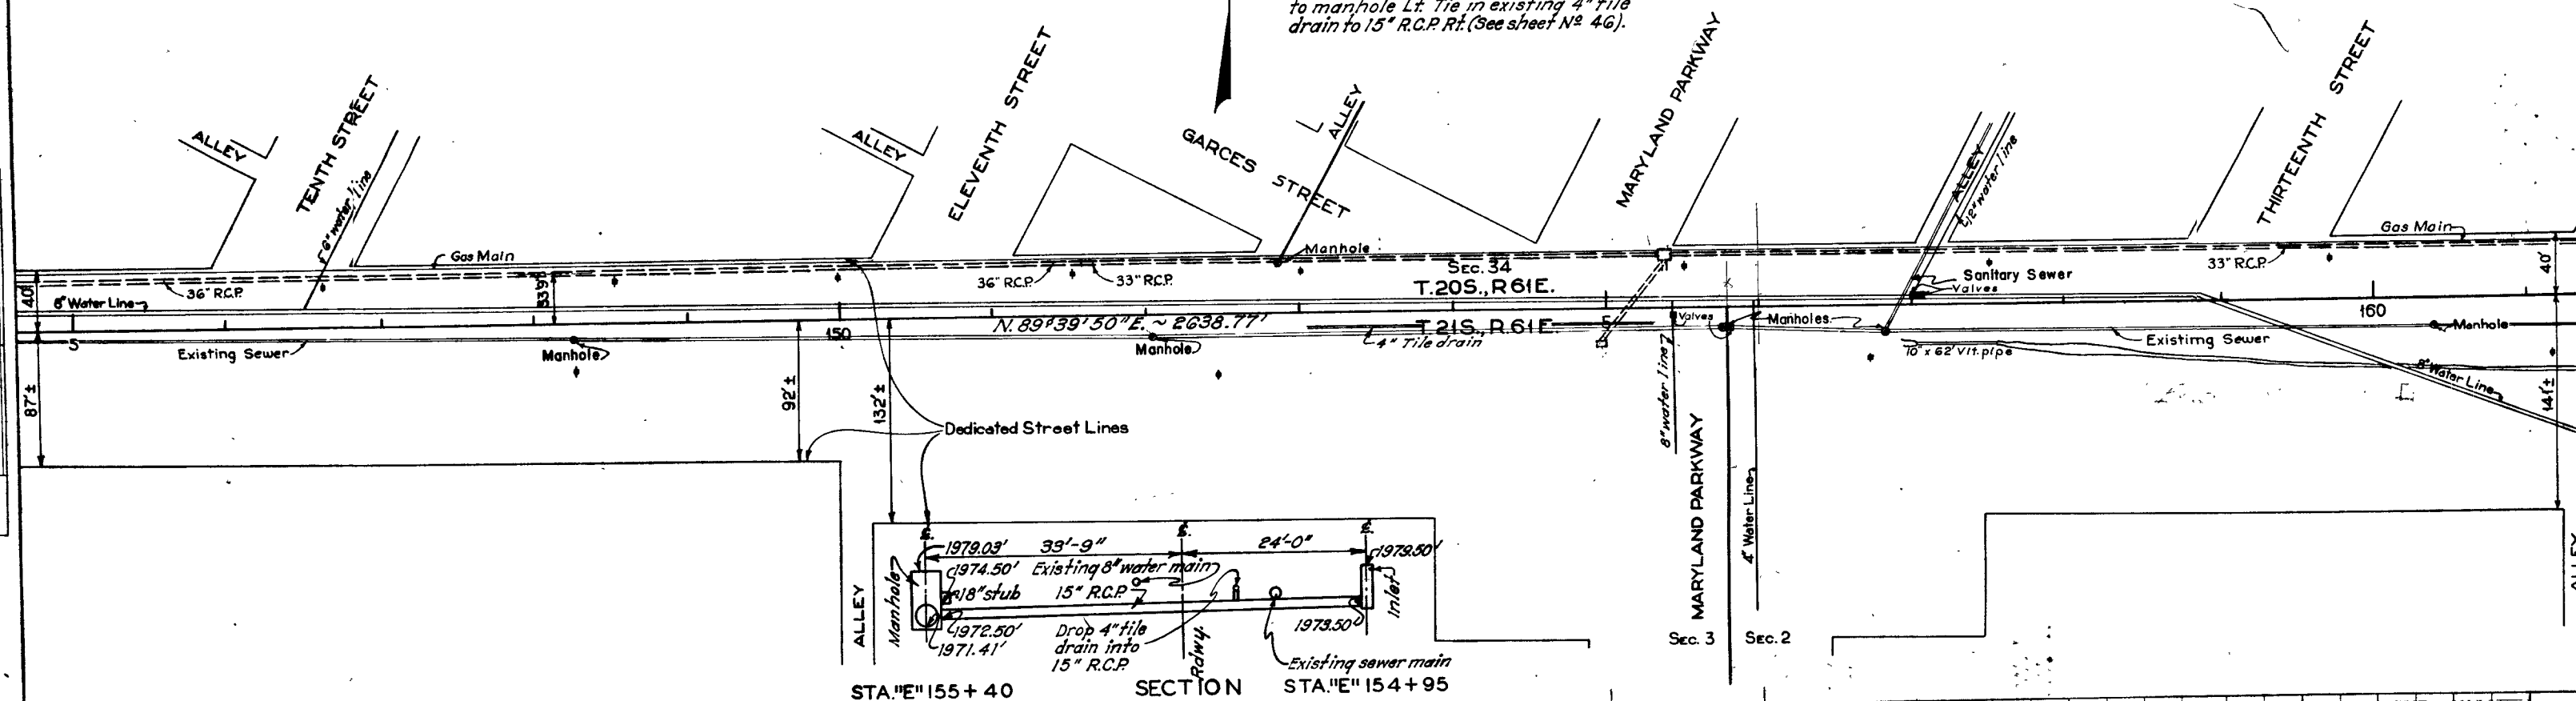 to manhole Lt. Tie in existing 4" tile
drain to 15" R.C.P. Rt. (See sheet Nº 46).
ALLEY
TENTH STREET
6" water line
ALLEY
ELEVENTH STREET
GARCES STREET
ALLEY
MARYLAND PARKWAY
ALLEY
12" water line
THIRTEENTH STREET
Gas Main
Manhole
Gas Main
36" R.C.P.
36" R.C.P.
33" R.C.P.
SEC. 34
T.20S., R61E.
Sanitary Sewer
Valves
33" R.C.P.
40'
8" Water Line
33'9"
40'
5
150
N. 89°39'50"E. ~ 2638.77'
T.21S., R.61E
5
Valves
Manholes
160
Manhole
Existing Sewer
Manhole
Manhole
4" Tile drain
10" x 62' Vit. pipe
Existimg Sewer
8" Water Line
87'±
92'±
132'±
141'±
Dedicated Street Lines
8" water line
MARYLAND PARKWAY
4" Water Line
1979.03'
33'-9"
24'-0"
1979.50'
1974.50'
Existing 8" water main
18" stub
15" R.C.P.
Manhole
Inlet
1972.50'
1971.41'
Drop 4" tile
drain into
15" R.C.P.
1973.50'
Rdwy.
Existing sewer main
ALLEY
SEC. 3
SEC. 2
ALLEY
STA."E" 155+40
SECTION
STA."E" 154+95